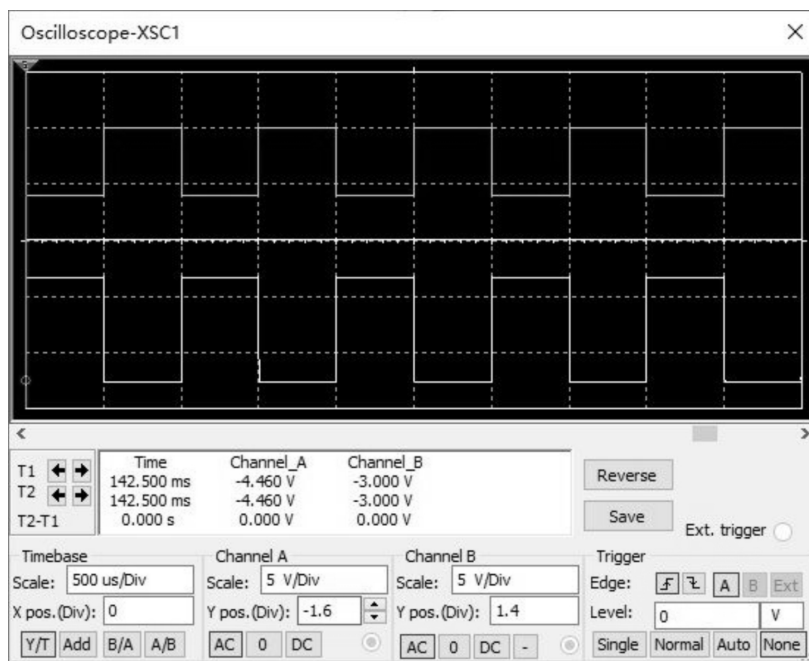 Oscilloscope-XSC1
T1
T2
T2-T1
Time Channel_A Channel_B
142.500 ms -4.460 V -3.000 V
142.500 ms -4.460 V -3.000 V
0.000 s 0.000 V 0.000 V
Reverse
Save
Ext. trigger
Timebase
Scale: 500 us/Div
X pos.(Div): 0
Y/T Add B/A A/B
Channel A
Scale: 5 V/Div
Y pos.(Div): -1.6
AC 0 DC
Channel B
Scale: 5 V/Div
Y pos.(Div): 1.4
AC 0 DC -
Trigger
Edge: A B Ext
Level: 0 V
Single Normal Auto None